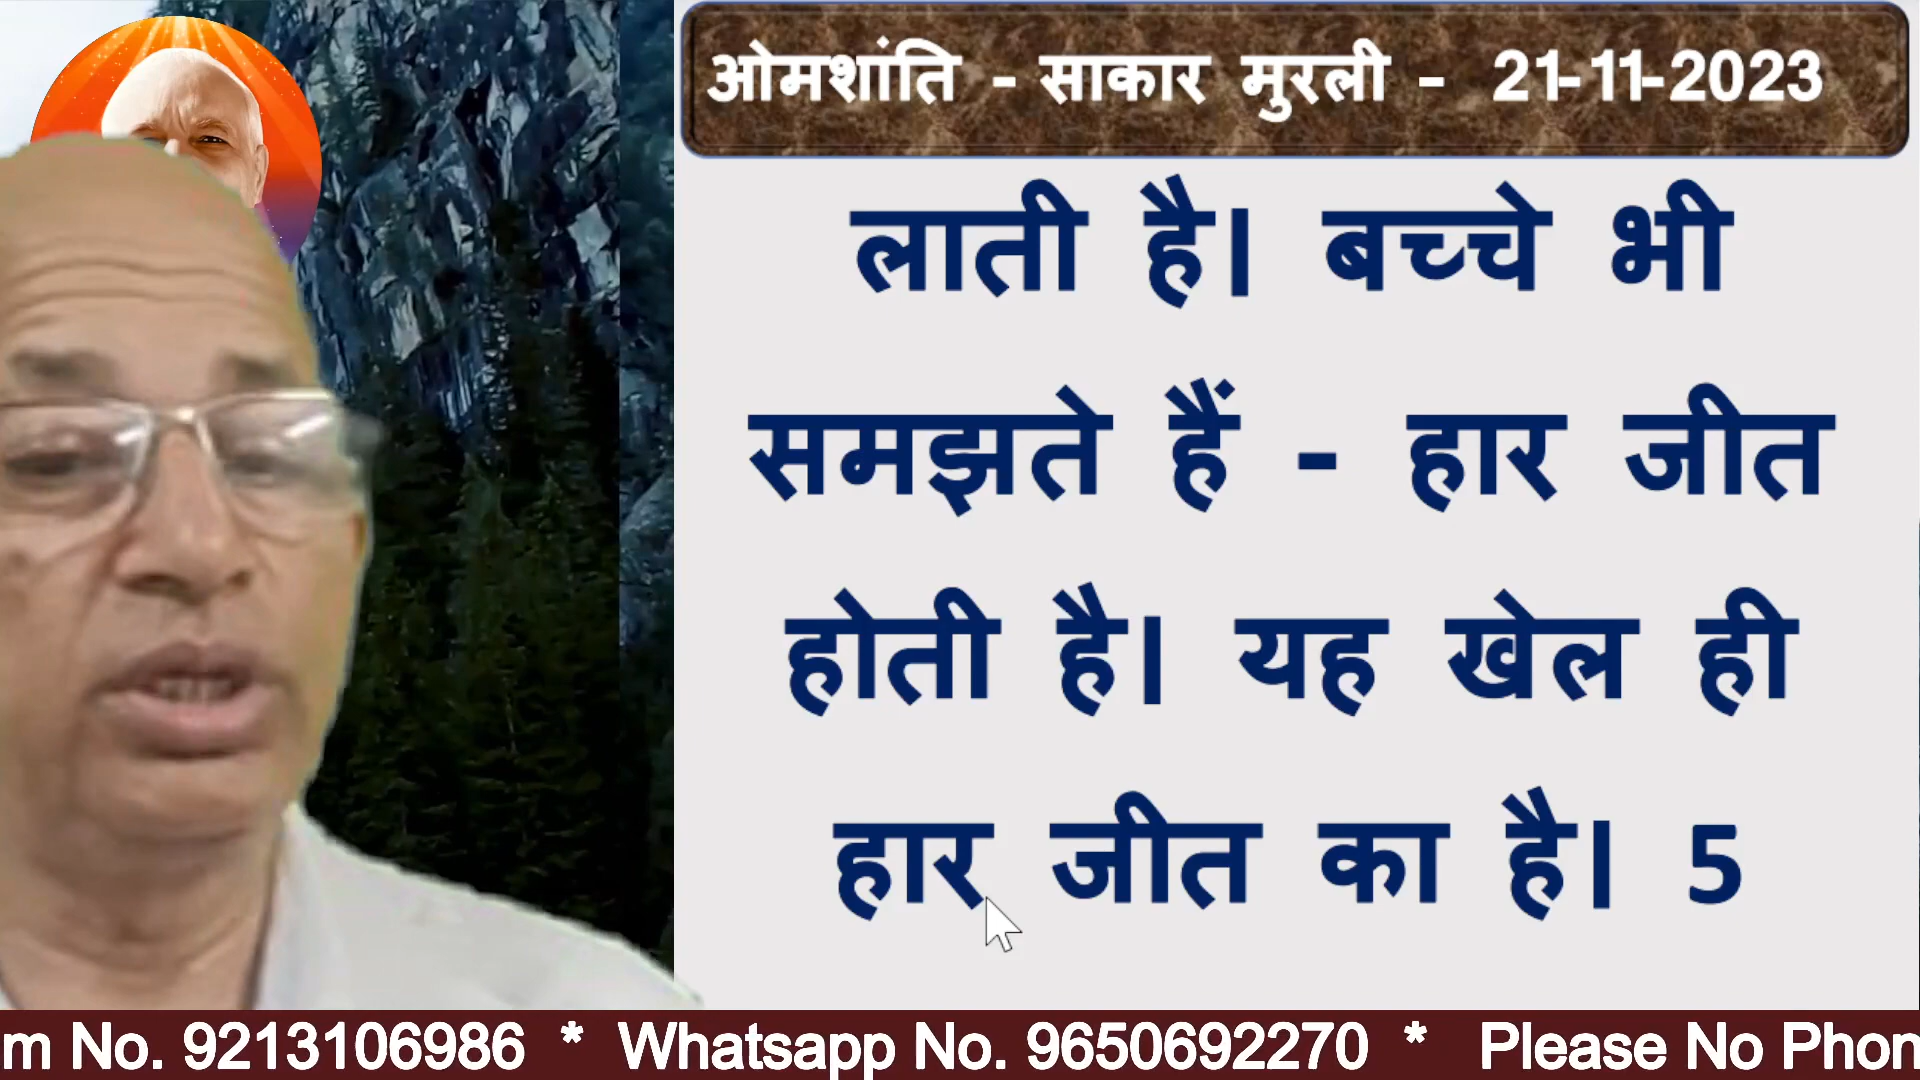 ओमशांति - साकार मुरली - 21-11-2023
लाती है। बच्चे भी
समझते हैं - हार जीत
होती है। यह खेल ही
हार जीत का है। 5
m No. 9213106986 * Whatsapp No. 9650692270 * Please No Phon